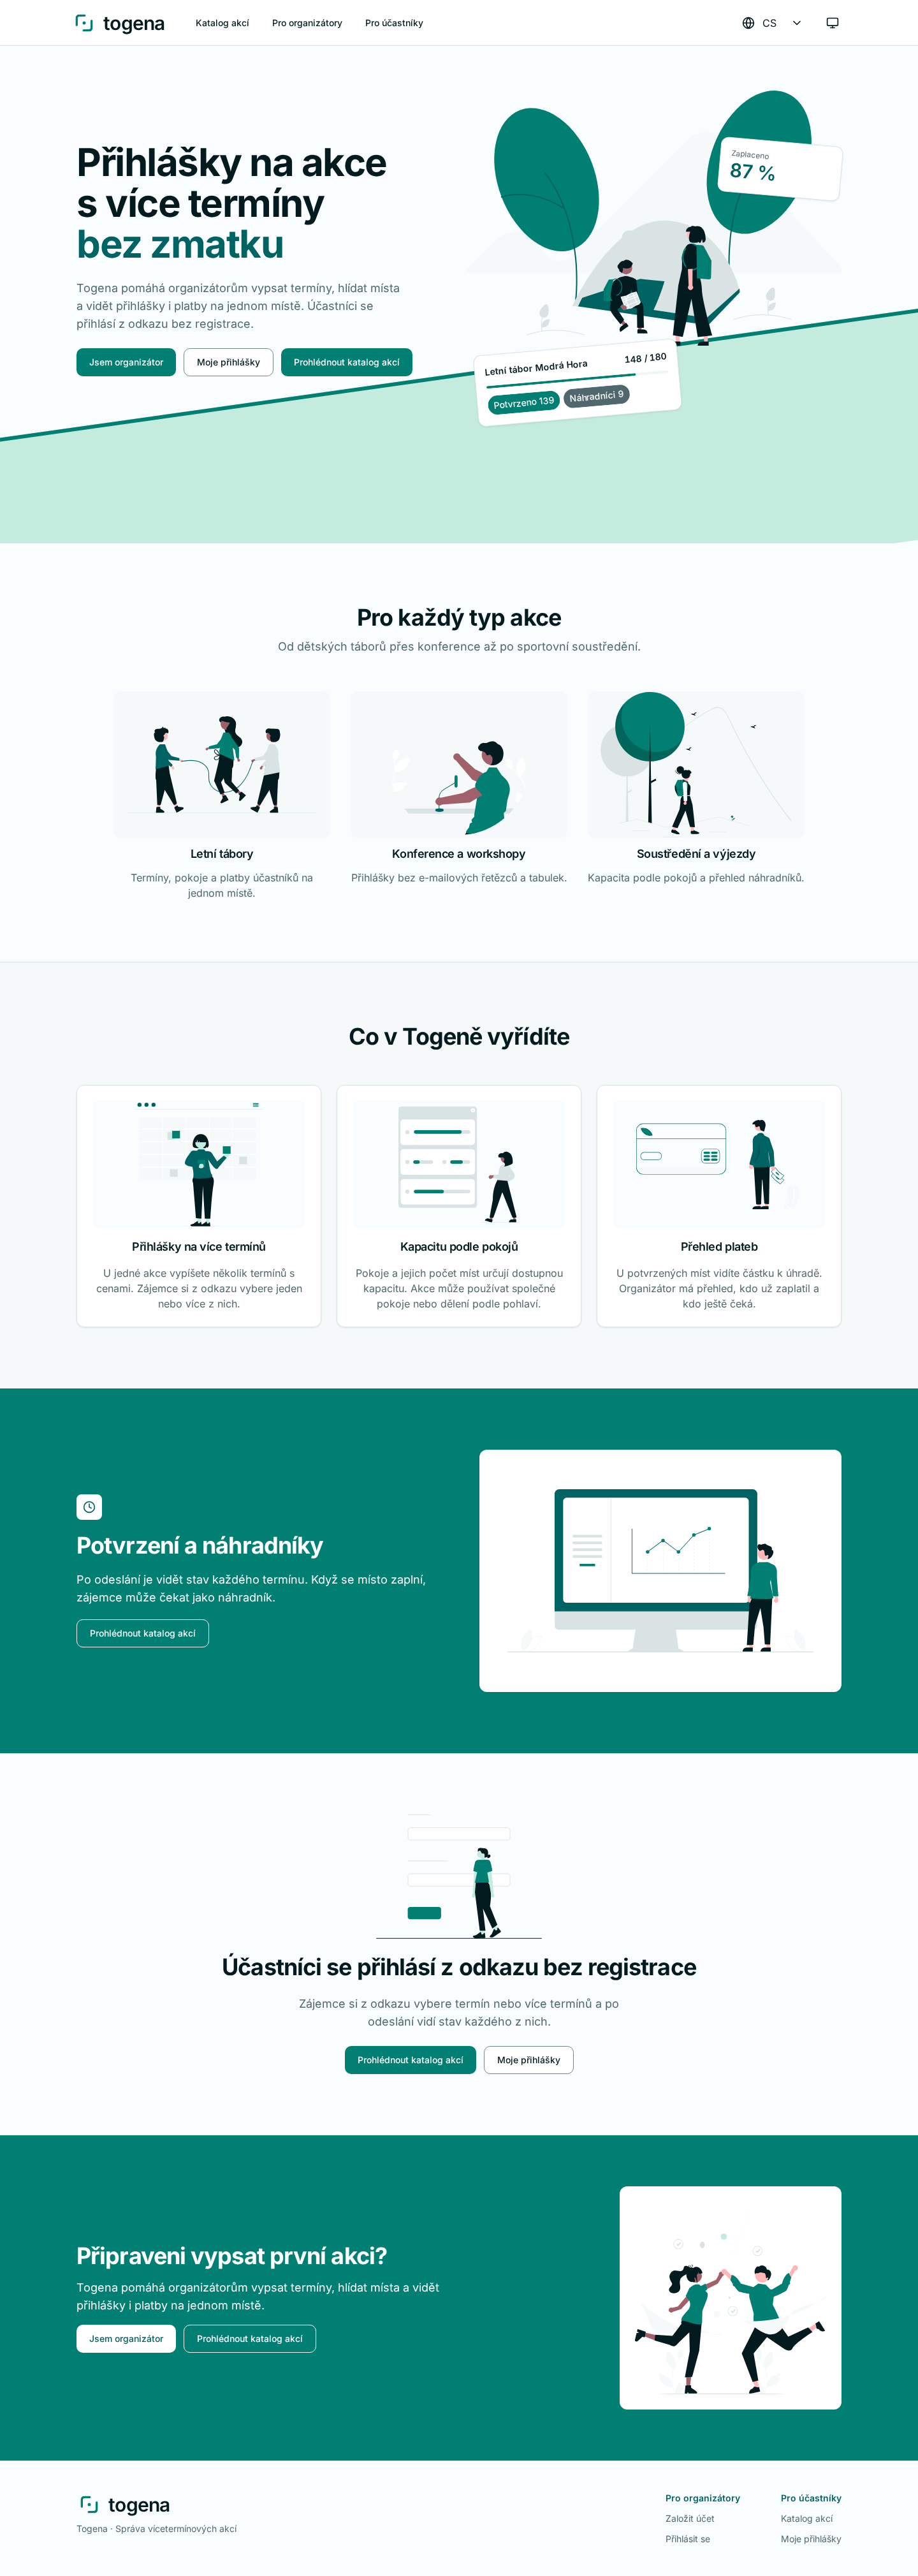 togena
Katalog akcí
Pro organizátory
Pro účastníky
CS
Přihlášky na akce
s více termíny
bez zmatku
Togena pomáhá organizátorům vypsat termíny, hlídat místa
a vidět přihlášky i platby na jednom místě. Účastníci se
přihlásí z odkazu bez registrace.
Jsem organizátor
Moje přihlášky
Prohlédnout katalog akcí
Zaplaceno
87 %
Letní tábor Modrá Hora
148 / 180
Potvrzeno 139
Náhradníci 9
Pro každý typ akce
Od dětských táborů přes konference až po sportovní soustředění.
Letní tábory
Termíny, pokoje a platby účastníků na
jednom místě.
Konference a workshopy
Přihlášky bez e-mailových řetězců a tabulek.
Soustředění a výjezdy
Kapacita podle pokojů a přehled náhradníků.
Co v Togeně vyřídíte
Přihlášky na více termínů
U jedné akce vypíšete několik termínů s
cenami. Zájemce si z odkazu vybere jeden
nebo více z nich.
Kapacitu podle pokojů
Pokoje a jejich počet míst určují dostupnou
kapacitu. Akce může používat společné
pokoje nebo dělení podle pohlaví.
Přehled plateb
U potvrzených míst vidíte částku k úhradě.
Organizátor má přehled, kdo už zaplatil a
kdo ještě čeká.
Potvrzení a náhradníky
Po odeslání je vidět stav každého termínu. Když se místo zaplní,
zájemce může čekat jako náhradník.
Prohlédnout katalog akcí
Účastníci se přihlásí z odkazu bez registrace
Zájemce si z odkazu vybere termín nebo více termínů a po
odeslání vidí stav každého z nich.
Prohlédnout katalog akcí
Moje přihlášky
Připraveni vypsat první akci?
Togena pomáhá organizátorům vypsat termíny, hlídat místa a vidět
přihlášky i platby na jednom místě.
Jsem organizátor
Prohlédnout katalog akcí
togena
Togena · Správa vícetermínových akcí
Pro organizátory
Založit účet
Přihlásit se
Pro účastníky
Katalog akcí
Moje přihlášky